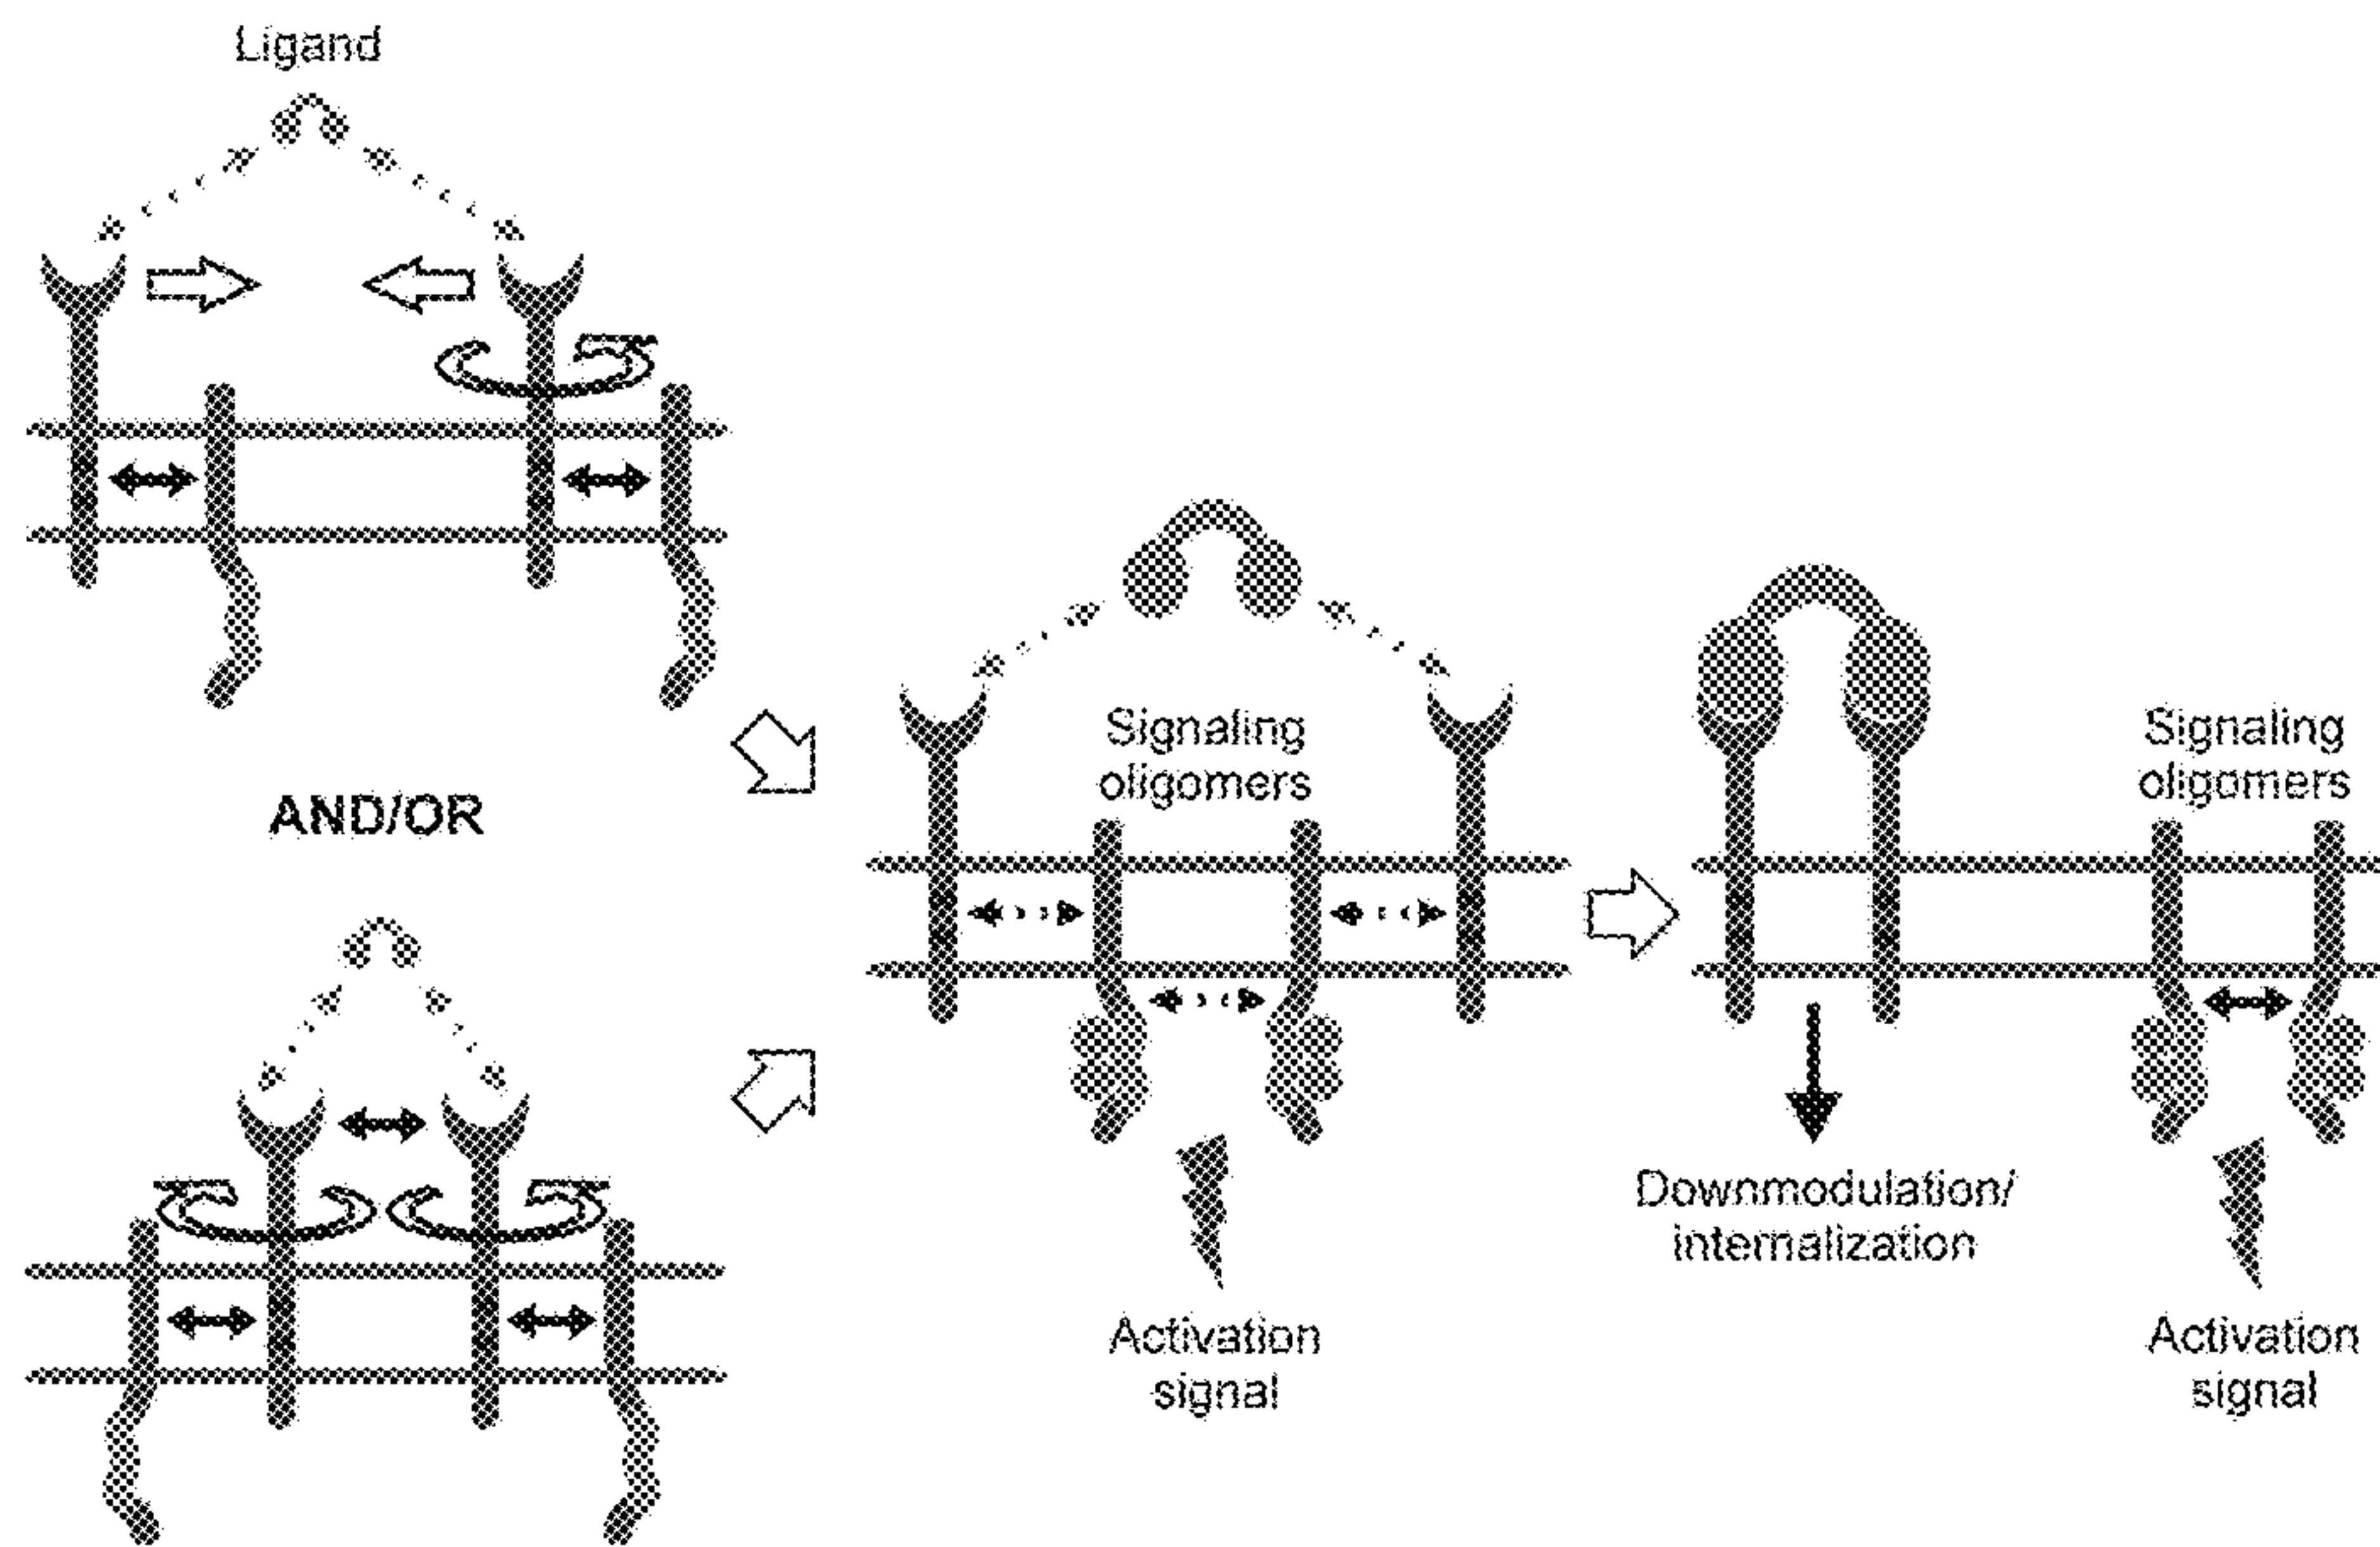 Ligand
AND/OR
Signaling
oligomers
Activation
signal
Signaling
oligomers
Downmodulation/
internalization
Activation
signal